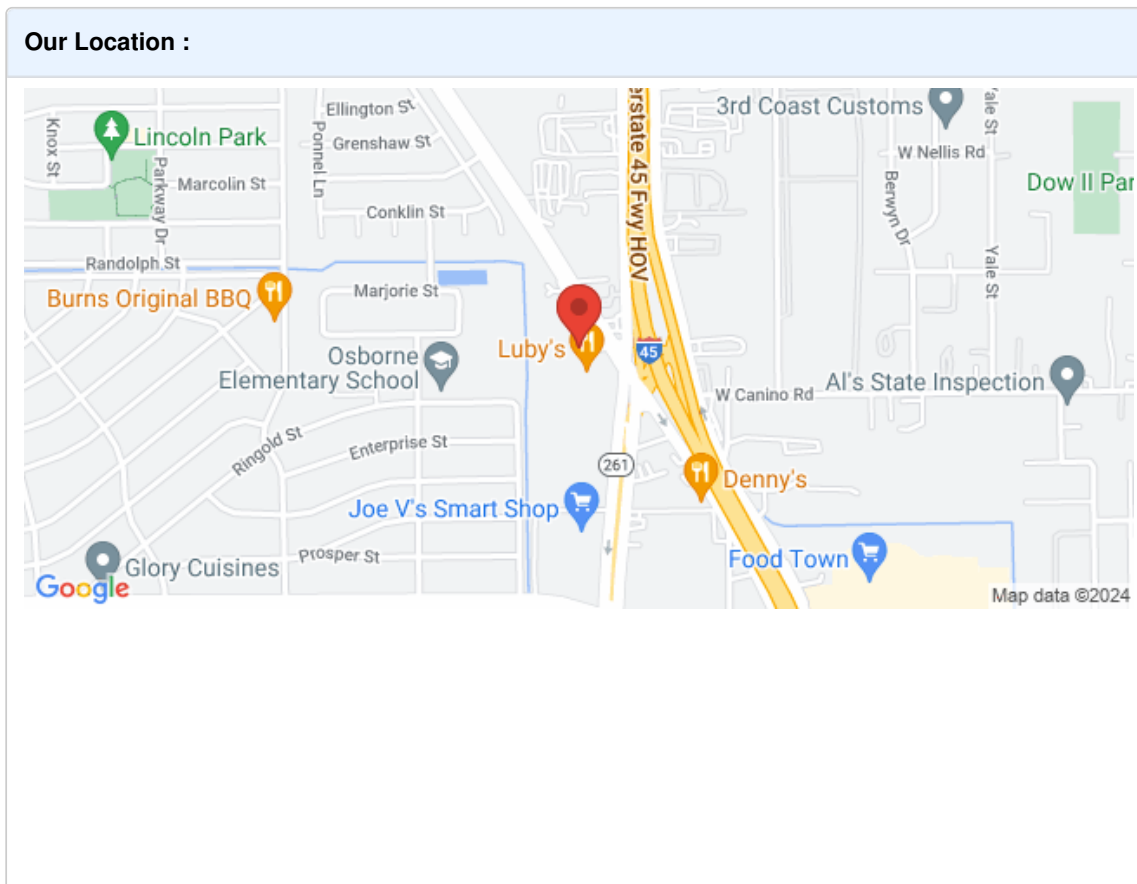 Our Location :
Ellington St
3rd Coast Customs
Yale St
Knox St
Lincoln Park
Ponnel Ln
Grenshaw St
erstate 45 Fwy HOV
W Nellis Rd
Parkway Dr
Marcolin St
Berwyn Dr
Dow II Par
Conklin St
Randolph St
Yale St
Burns Original BBQ
Marjorie St
Luby's
45
Osborne
Elementary School
Al's State Inspection
W Canino Rd
Ringold St
Enterprise St
261
Denny's
Joe V's Smart Shop
Prosper St
Food Town
Glory Cuisines
Google
Map data ©2024